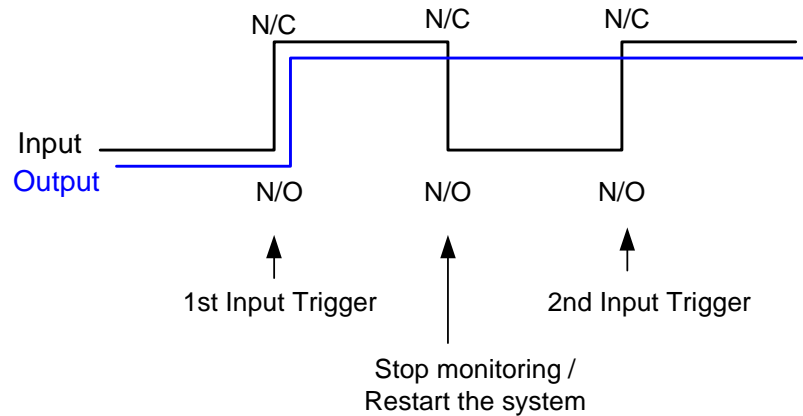 N/C N/C N/C
Input
Output
N/O N/O N/O
1st Input Trigger 2nd Input Trigger
Stop monitoring /
Restart the system